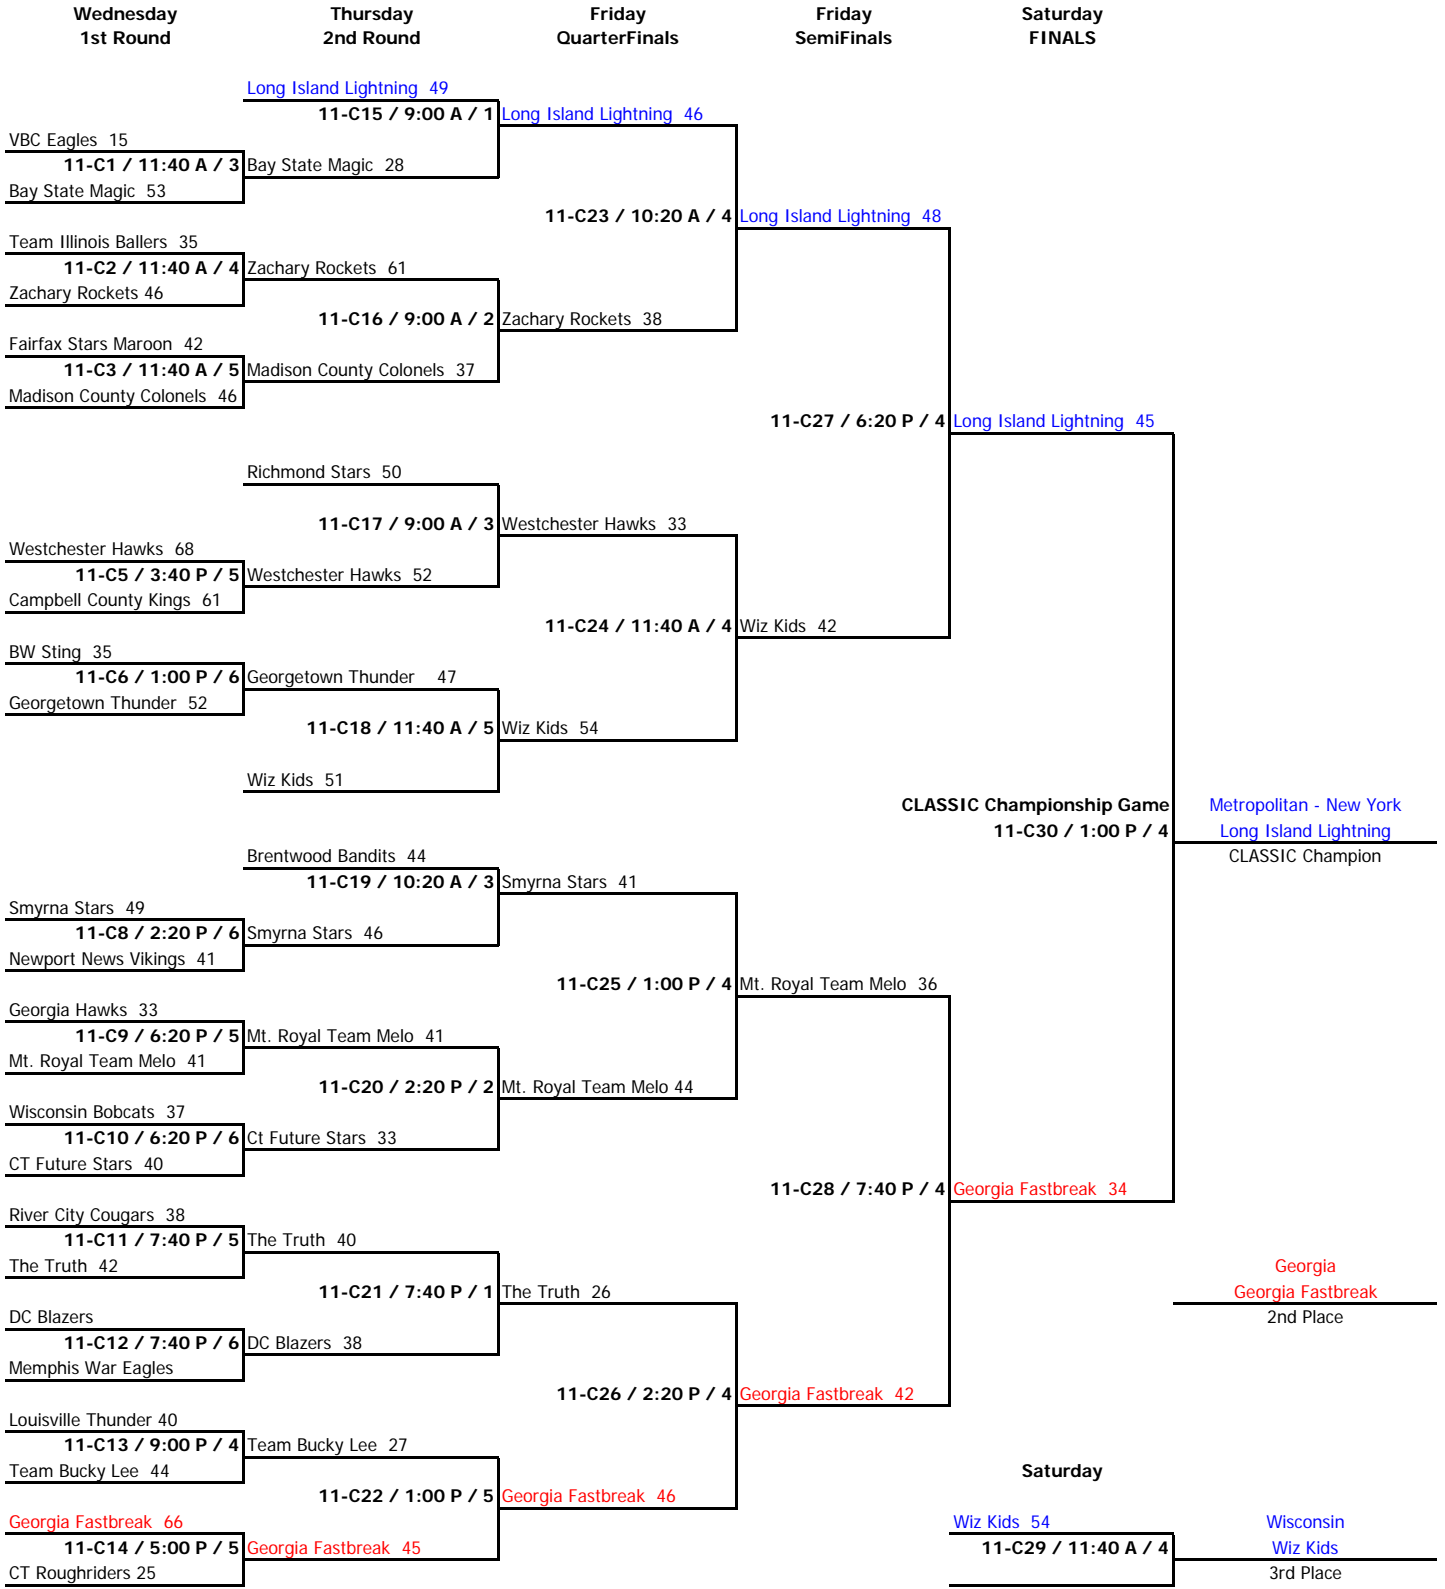 Wednesday Thursday Friday Friday Saturday
1st Round 2nd Round QuarterFinals SemiFinals FINALS
Long Island Lightning 49
11-C15 / 9:00 A / 1 Long Island Lightning 46
VBC Eagles 15
11-C1 / 11:40 A / 3 Bay State Magic 28
Bay State Magic 53
11-C23 / 10:20 A / 4 Long Island Lightning 48
Team Illinois Ballers 35
11-C2 / 11:40 A / 4 Zachary Rockets 61
Zachary Rockets 46
11-C16 / 9:00 A / 2 Zachary Rockets 38
Fairfax Stars Maroon 42
11-C3 / 11:40 A / 5 Madison County Colonels 37
Madison County Colonels 46
11-C27 / 6:20 P / 4 Long Island Lightning 45
Richmond Stars 50
11-C17 / 9:00 A / 3 Westchester Hawks 33
Westchester Hawks 68
11-C5 / 3:40 P / 5 Westchester Hawks 52
Campbell County Kings 61
11-C24 / 11:40 A / 4 Wiz Kids 42
BW Sting 35
11-C6 / 1:00 P / 6 Georgetown Thunder 47
Georgetown Thunder 52
11-C18 / 11:40 A / 5 Wiz Kids 54
Wiz Kids 51
CLASSIC Championship Game Metropolitan - New York
11-C30 / 1:00 P / 4 Long Island Lightning
Brentwood Bandits 44 CLASSIC Champion
11-C19 / 10:20 A / 3 Smyrna Stars 41
Smyrna Stars 49
11-C8 / 2:20 P / 6 Smyrna Stars 46
Newport News Vikings 41
11-C25 / 1:00 P / 4 Mt. Royal Team Melo 36
Georgia Hawks 33
11-C9 / 6:20 P / 5 Mt. Royal Team Melo 41
Mt. Royal Team Melo 41
11-C20 / 2:20 P / 2 Mt. Royal Team Melo 44
Wisconsin Bobcats 37
11-C10 / 6:20 P / 6 Ct Future Stars 33
CT Future Stars 40
11-C28 / 7:40 P / 4 Georgia Fastbreak 34
River City Cougars 38
11-C11 / 7:40 P / 5 The Truth 40
The Truth 42 Georgia
11-C21 / 7:40 P / 1 The Truth 26 Georgia Fastbreak
DC Blazers 2nd Place
11-C12 / 7:40 P / 6 DC Blazers 38
Memphis War Eagles
11-C26 / 2:20 P / 4 Georgia Fastbreak 42
Louisville Thunder 40
11-C13 / 9:00 P / 4 Team Bucky Lee 27
Team Bucky Lee 44 Saturday
11-C22 / 1:00 P / 5 Georgia Fastbreak 46
Georgia Fastbreak 66 Wiz Kids 54 Wisconsin
11-C14 / 5:00 P / 5 Georgia Fastbreak 45 11-C29 / 11:40 A / 4 Wiz Kids
CT Roughriders 25 3rd Place